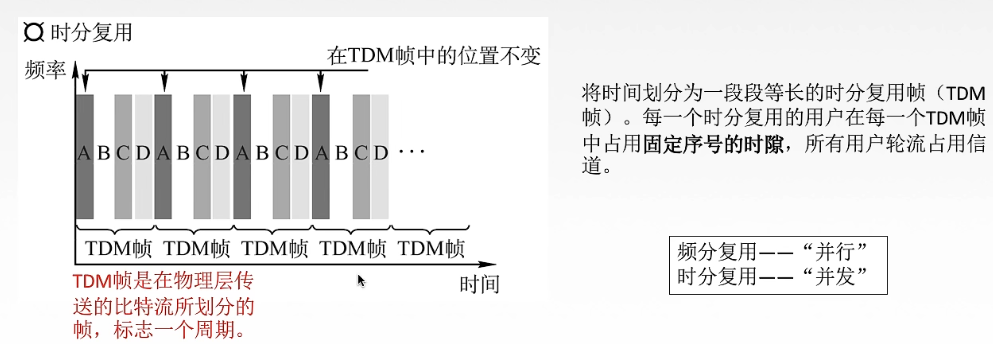 ¤ 时分复用
在TDM帧中的位置不变
频率
A B C D A B C D A B C D A B C D ···
TDM帧 TDM帧 TDM帧 TDM帧 TDM帧
时间
TDM帧是在物理层传
送的比特流所划分的
帧，标志一个周期。
将时间划分为一段段等长的时分复用帧（TDM
帧）。每一个时分复用的用户在每一个TDM帧
中占用固定序号的时隙，所有用户轮流占用信
道。
频分复用——“并行”
时分复用——“并发”